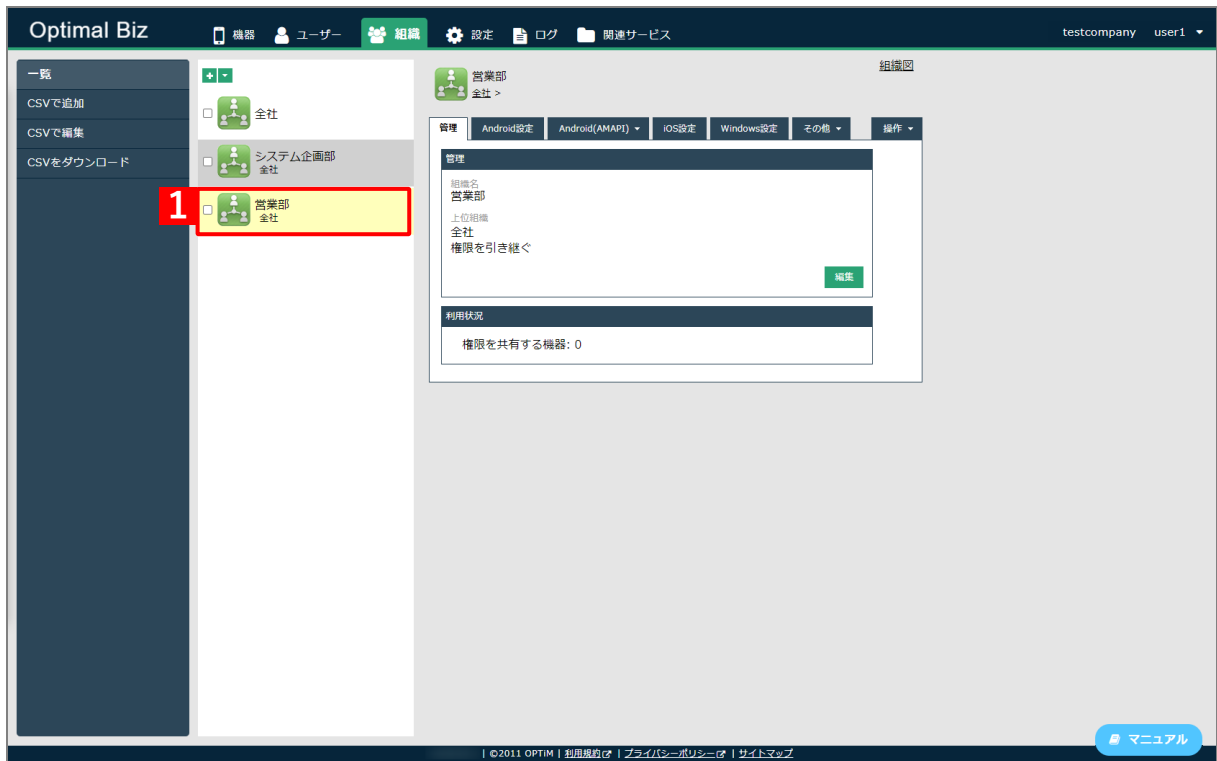 Optimal Biz
機器
ユーザー
組織
設定
ログ
関連サービス
testcompany
user1
一覧
CSVで追加
CSVで編集
CSVをダウンロード
全社
システム企画部
全社
1
営業部
全社
営業部
全社 >
組織図
管理
Android設定
Android(AMAPI)
iOS設定
Windows設定
その他
操作
管理
組織名
営業部
上位組織
全社
権限を引き継ぐ
編集
利用状況
権限を共有する機器: 0
マニュアル
| ©2011 OPTiM | 利用規約 | プライバシーポリシー | サイトマップ